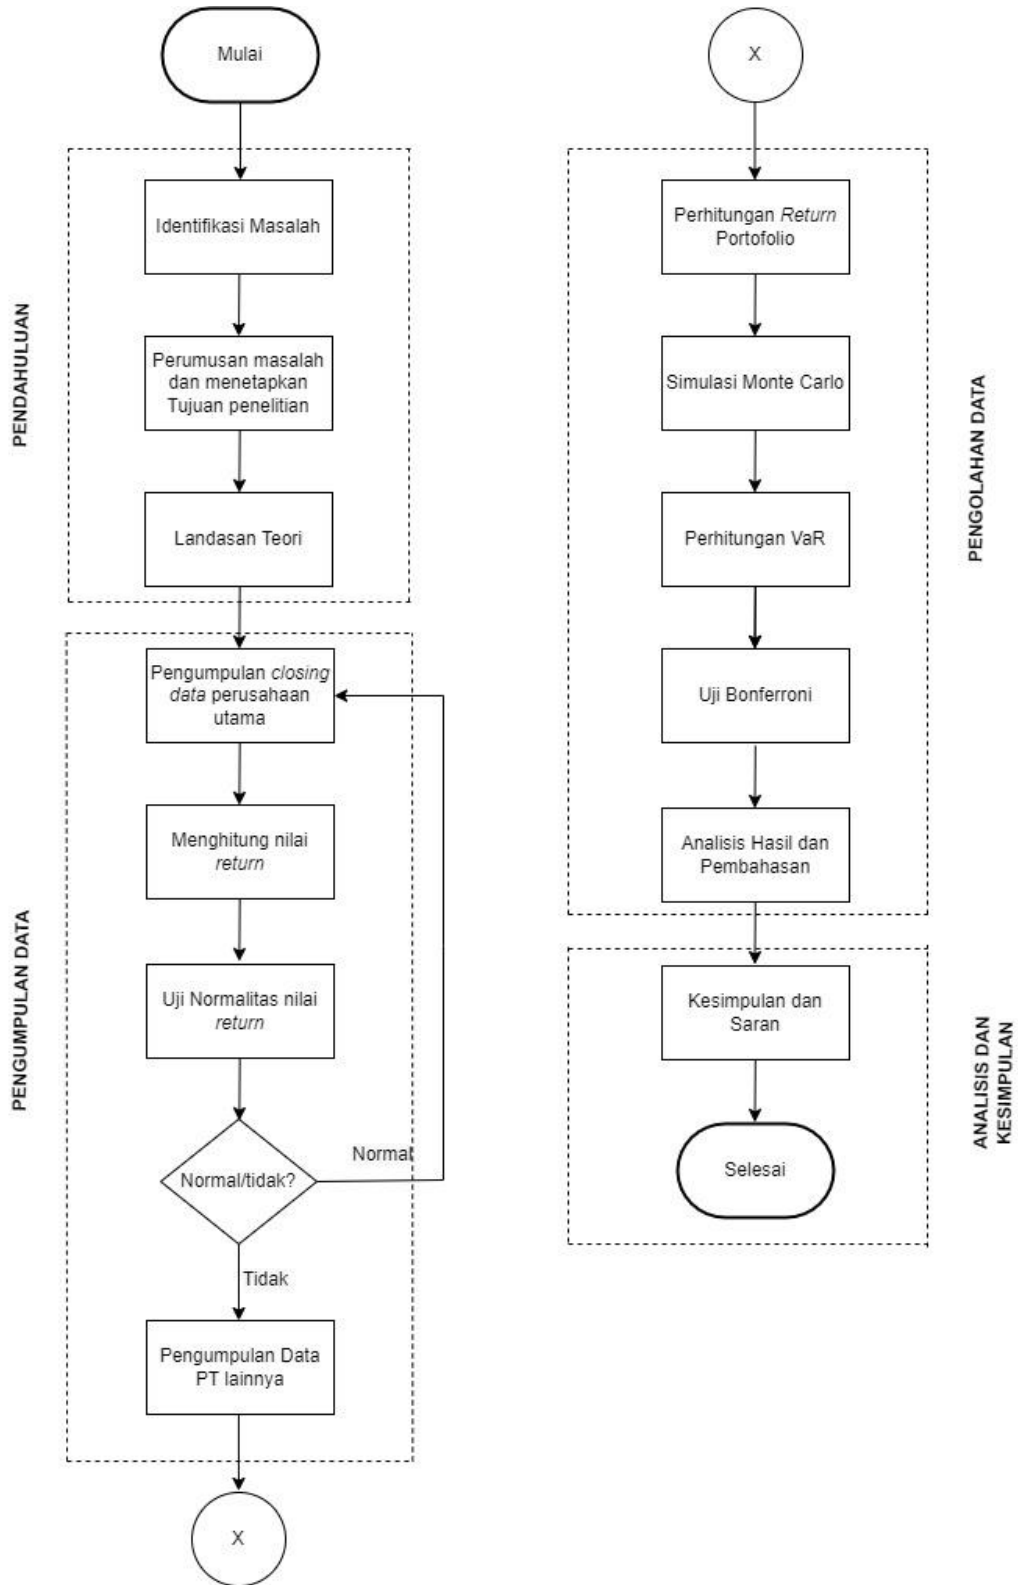 Mulai
PENDAHULUAN
Identifikasi Masalah
Perumusan masalah
dan menetapkan
Tujuan penelitian
Landasan Teori
PENGUMPULAN DATA
Pengumpulan closing
data perusahaan
utama
Menghitung nilai
return
Uji Normalitas nilai
return
Normal/tidak?
Normal
Tidak
Pengumpulan Data
PT lainnya
X
X
PENGOLAHAN DATA
Perhitungan Return
Portofolio
Simulasi Monte Carlo
Perhitungan VaR
Uji Bonferroni
Analisis Hasil dan
Pembahasan
ANALISIS DAN
KESIMPULAN
Kesimpulan dan
Saran
Selesai